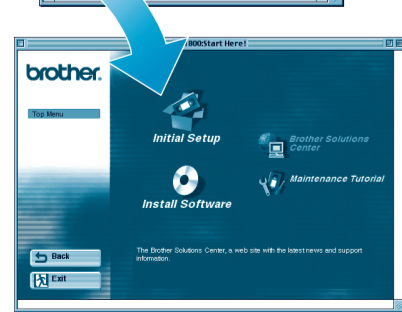 800:Start Here!
brother.
Top Menu
Initial Setup
Brother Solutions
Center
Install Software
Maintenance Tutorial
The Brother Solutions Center, a web site with the latest news and support
information.
Back
Exit